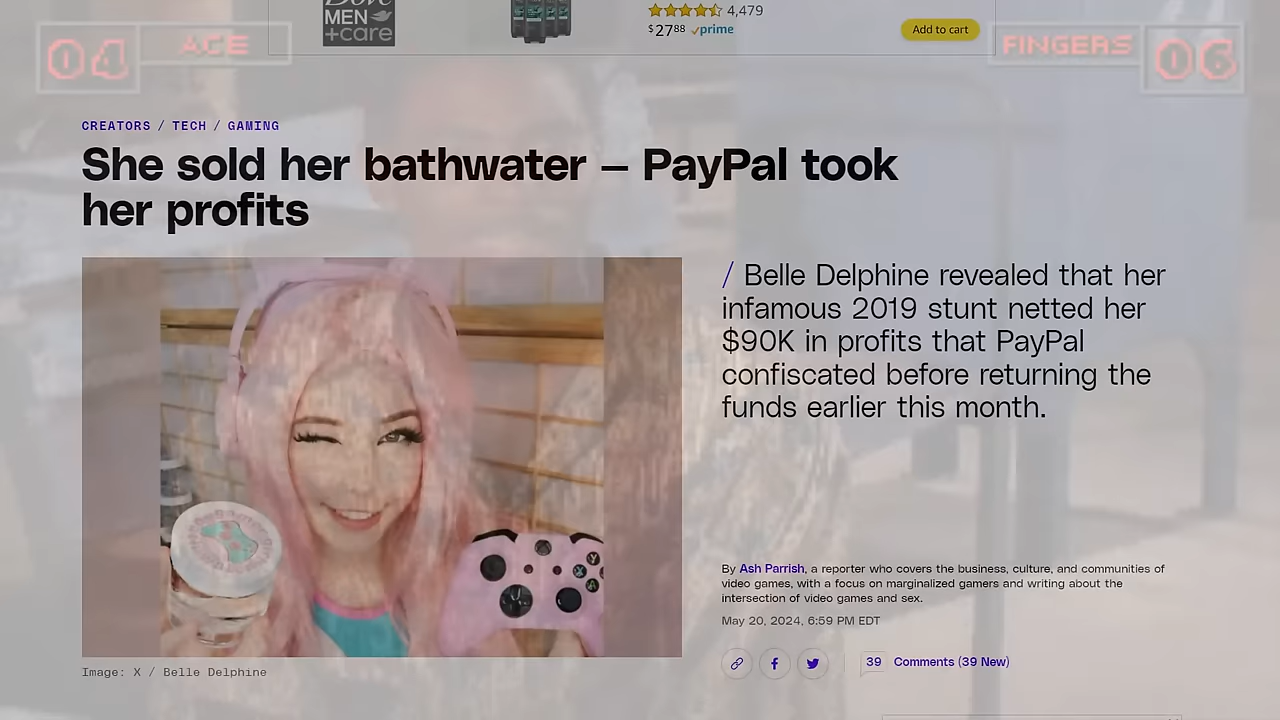 Dove
MEN
+care
4,479
$27.88 prime
Add to cart
04 ACE
FINGERS 06
CREATORS / TECH / GAMING
She sold her bathwater — PayPal took
her profits
/ Belle Delphine revealed that her
infamous 2019 stunt netted her
$90K in profits that PayPal
confiscated before returning the
funds earlier this month.
X
Y
A
By Ash Parrish, a reporter who covers the business, culture, and communities of
video games, with a focus on marginalized gamers and writing about the
intersection of video games and sex.
May 20, 2024, 6:59 PM EDT
39 Comments (39 New)
Image: X / Belle Delphine